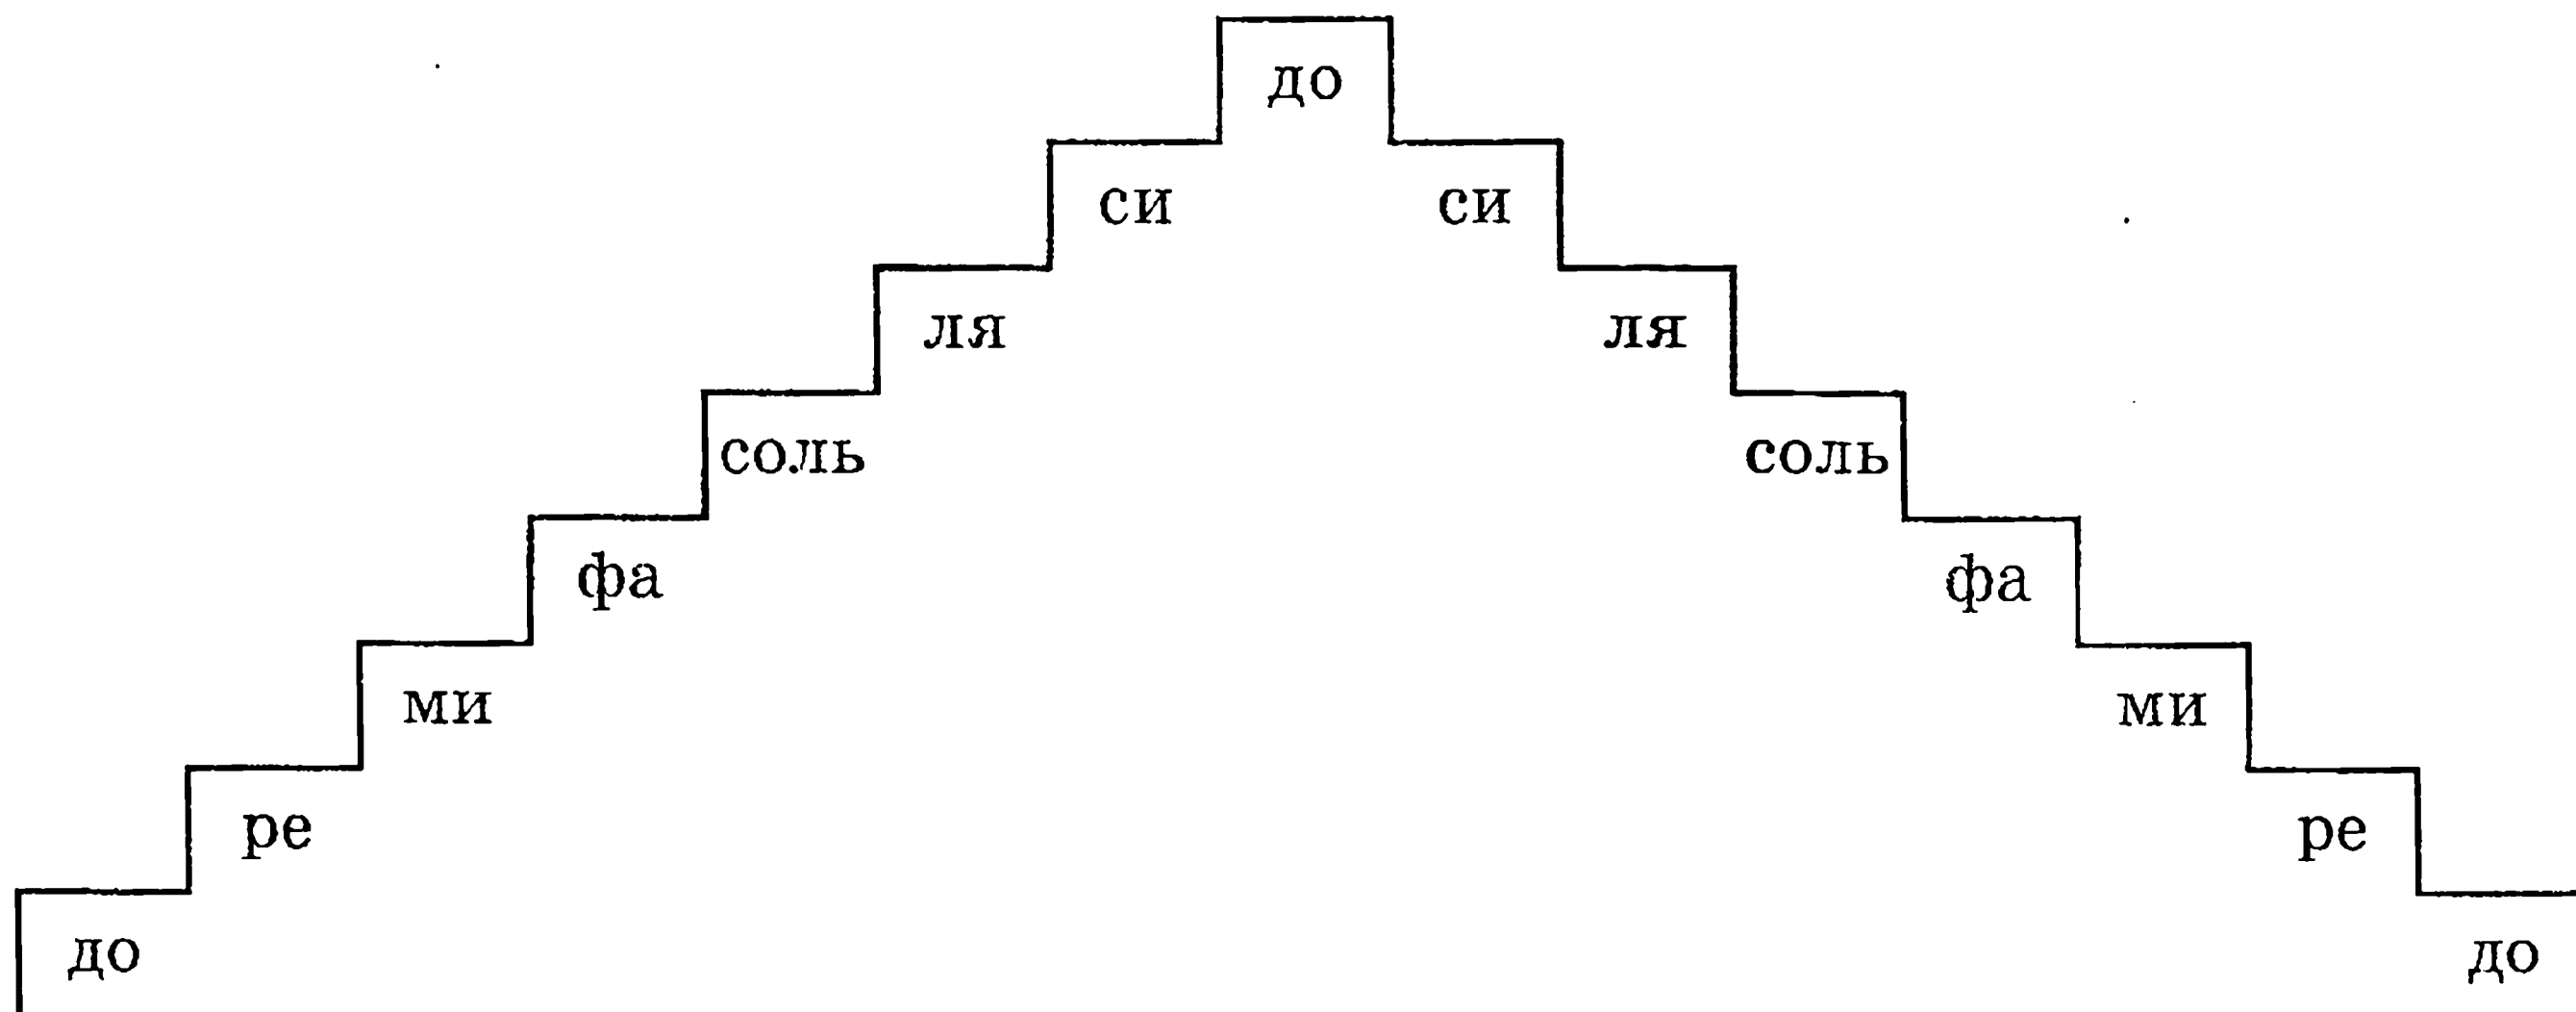 до
си си
ля ля
соль соль
фа фа
ми ми
ре ре
до до